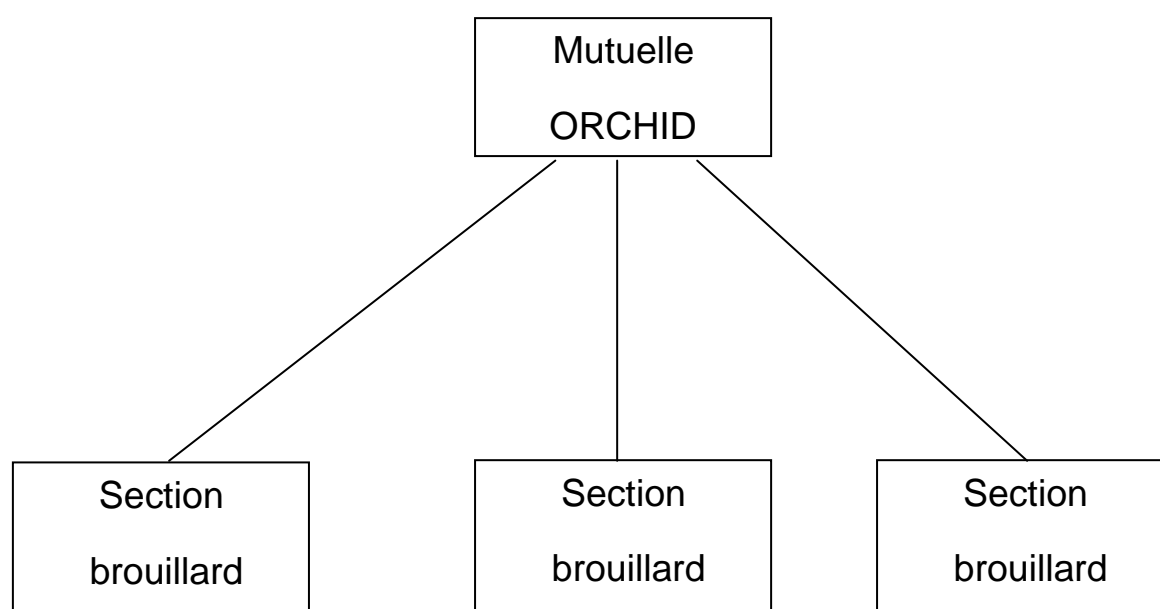 Mutuelle
ORCHID
Section
brouillard
Section
brouillard
Section
brouillard